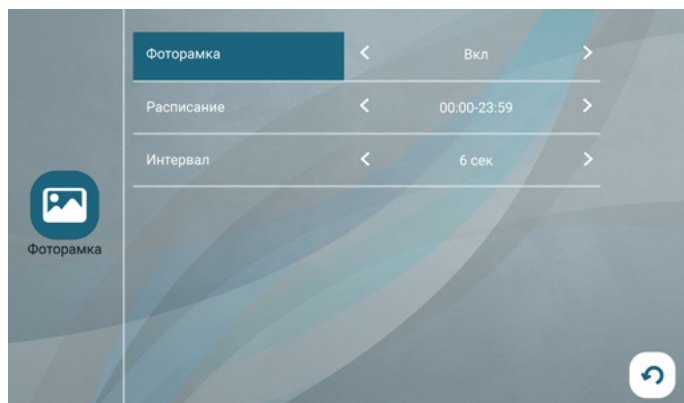 Фоторамка < Вкл >
Расписание < 00:00-23:59 >
Интервал < 6 сек >
Фоторамка